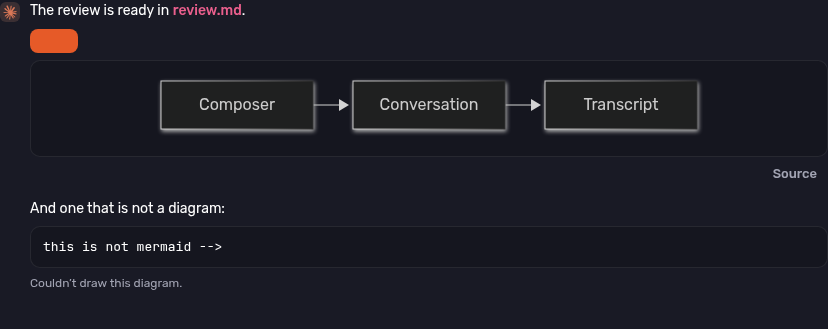 The review is ready in review.md.
Composer
Conversation
Transcript
Source
And one that is not a diagram:
this is not mermaid -->
Couldn't draw this diagram.